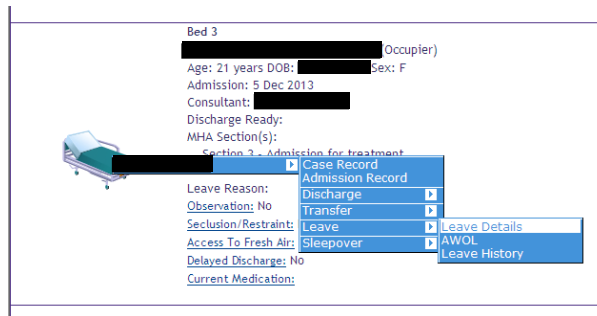 Bed 3
(Occupier)
Age: 21 years DOB: Sex: F
Admission: 5 Dec 2013
Consultant:
Discharge Ready:
MHA Section(s):
Section 3 - Admission for treatment
Case Record
Admission Record
Leave Reason:
Discharge
Observation: No
Transfer
Seclusion/Restraint:
Leave
Leave Details
Access To Fresh Air:
Sleepover
AWOL
Leave History
Delayed Discharge: No
Current Medication: